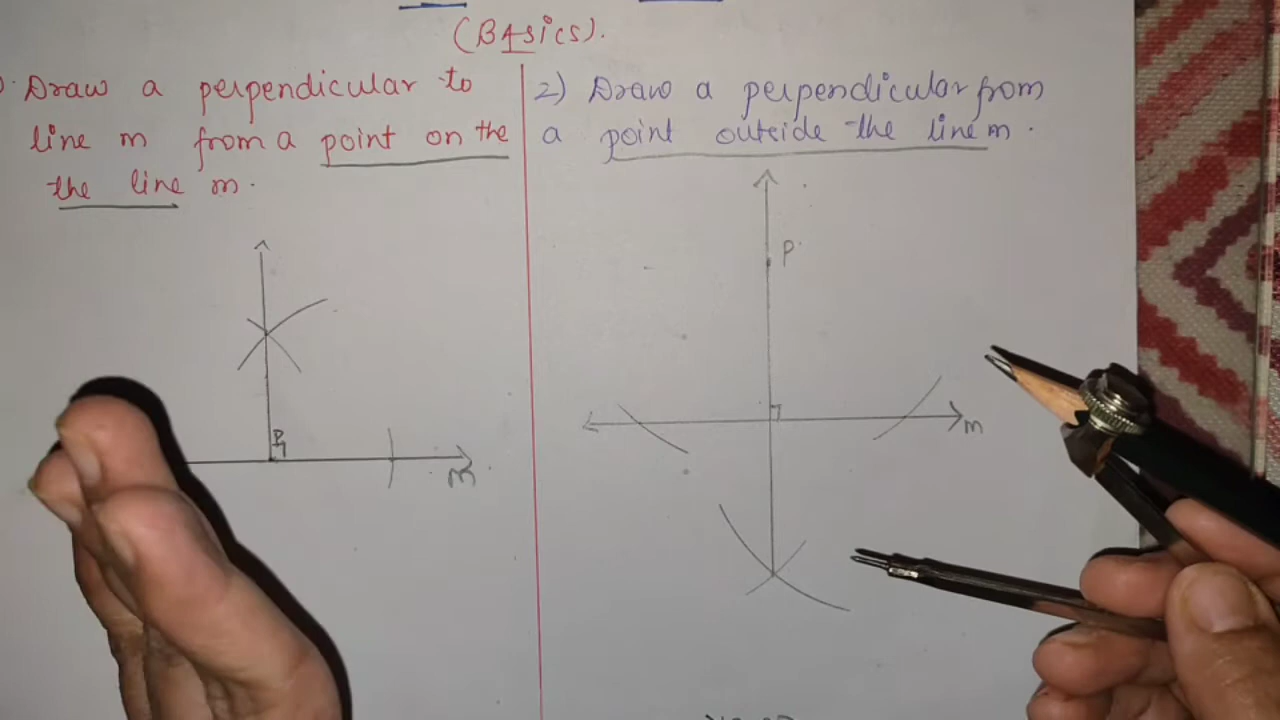 (BASICS).
Draw a perpendicular to
line m from a point on the
the line m.
2) Draw a perpendicular from
a point outside the line m.
P
m
P
m